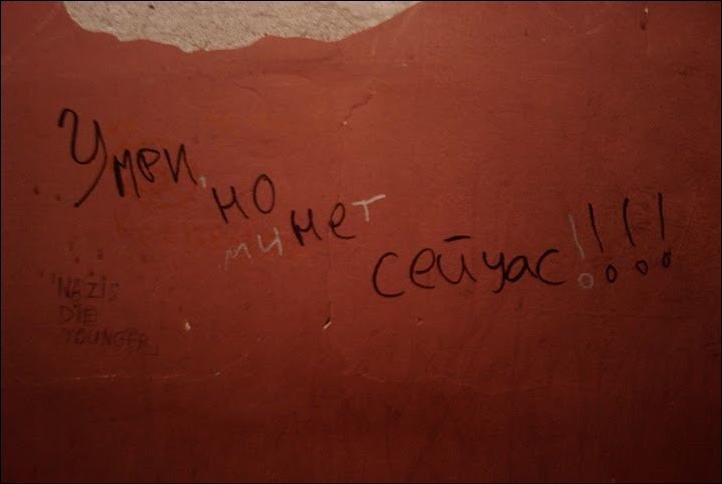 Умри, но
минет
сейчас!!!!
"NAZIS
DIE
YOUNGER"